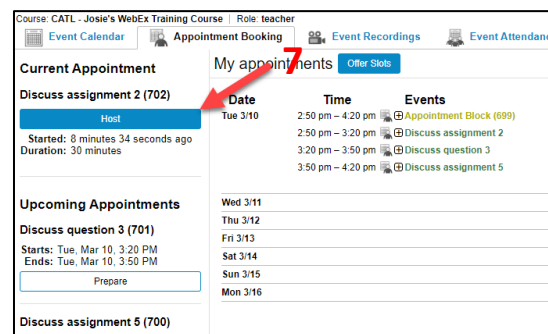 Course: CATL - Josie's WebEx Training Course | Role: teacher
Event Calendar
Appointment Booking
Event Recordings
Event Attendanc
7
Current Appointment
Discuss assignment 2 (702)
Host
Started: 8 minutes 34 seconds ago
Duration: 30 minutes
Upcoming Appointments
Discuss question 3 (701)
Starts: Tue, Mar 10, 3:20 PM
Ends: Tue, Mar 10, 3:50 PM
Prepare
Discuss assignment 5 (700)
My appointments Offer Slots
Date Time Events
Tue 3/10 2:50 pm – 4:20 pm Appointment Block (699)
2:50 pm – 3:20 pm Discuss assignment 2
3:20 pm – 3:50 pm Discuss question 3
3:50 pm – 4:20 pm Discuss assignment 5
Wed 3/11
Thu 3/12
Fri 3/13
Sat 3/14
Sun 3/15
Mon 3/16